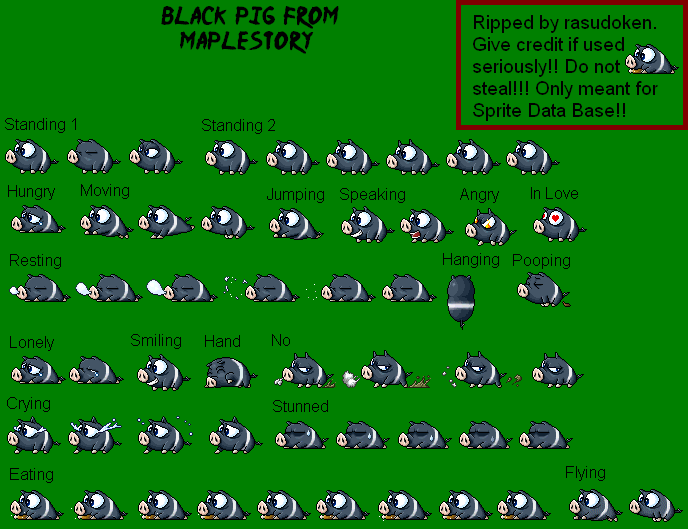 BLACK PIG FROM
MAPLESTORY
Ripped by rasudoken.
Give credit if used
seriously!! Do not
steal!!! Only meant for
Sprite Data Base!!
Standing 1
Standing 2
Hungry
Moving
Jumping
Speaking
Angry
In Love
Resting
Hanging
Pooping
Lonely
Smiling
Hand
No
Crying
Stunned
Eating
Flying